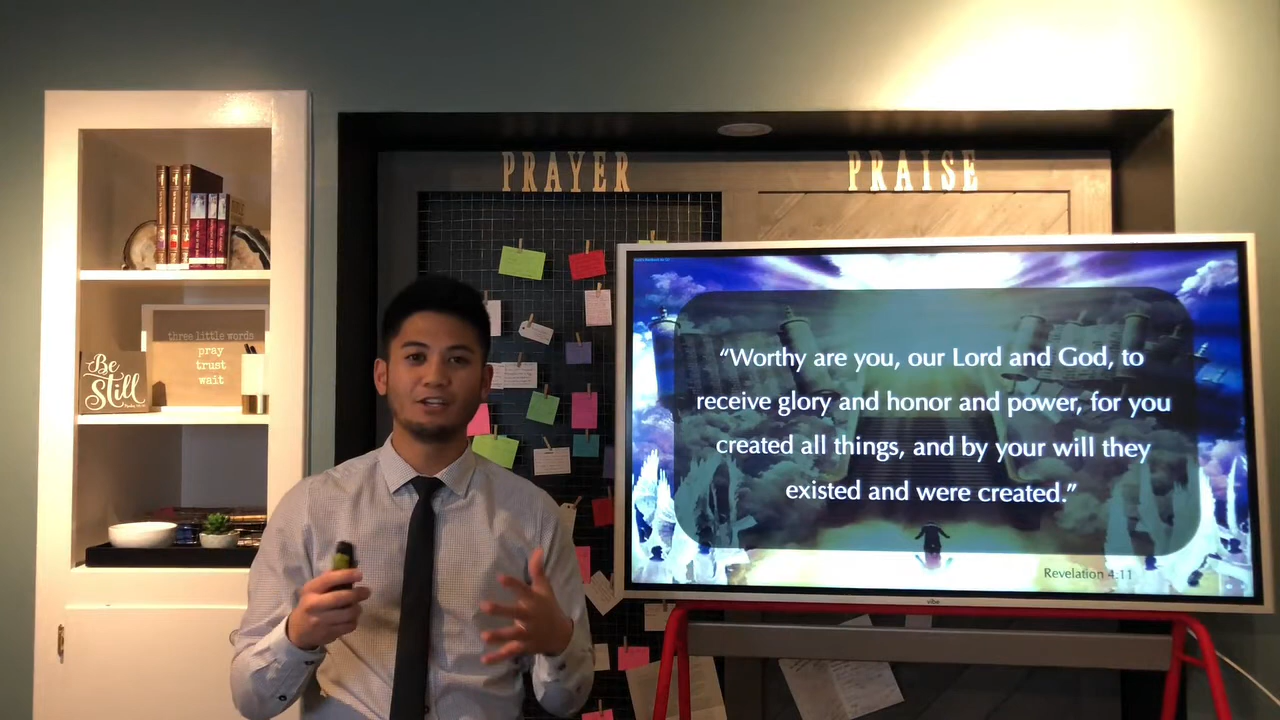 PRAYER
PRAISE
three little words
pray
trust
wait
Be
Still
“Worthy are you, our Lord and God, to
receive glory and honor and power, for you
created all things, and by your will they
existed and were created.”
Revelation 4:11
vibe